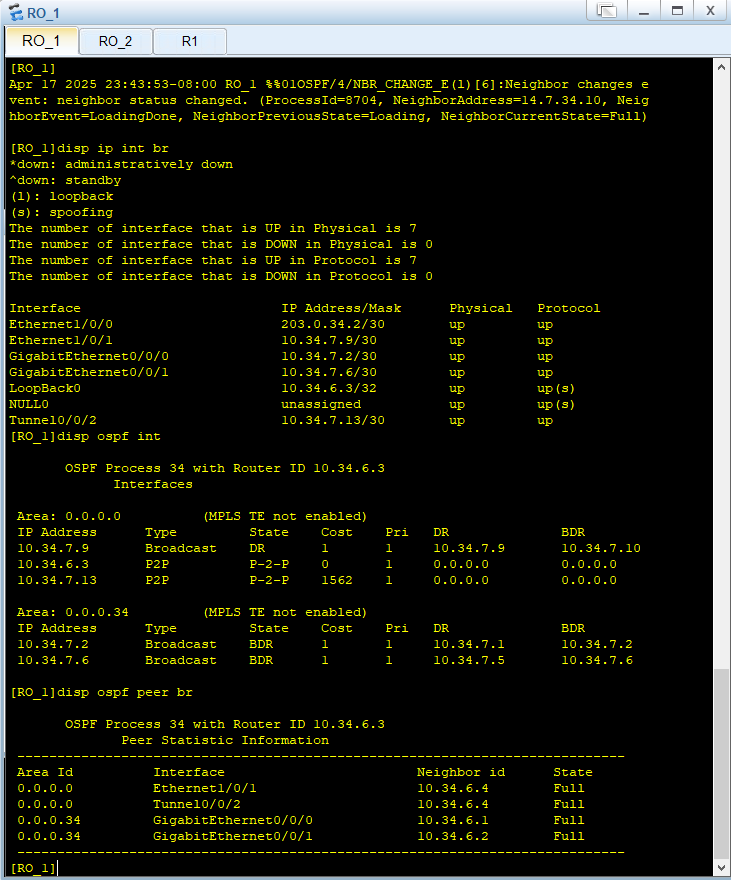 RO_1
RO_1 RO_2 R1
[RO_1]
Apr 17 2025 23:43:53-08:00 RO_1 %%01OSPF/4/NBR_CHANGE_E(l)[6]:Neighbor changes e
vent: neighbor status changed. (ProcessId=8704, NeighborAddress=14.7.34.10, Neig
hborEvent=LoadingDone, NeighborPreviousState=Loading, NeighborCurrentState=Full)
[RO_1]disp ip int br
*down: administratively down
^down: standby
(l): loopback
(s): spoofing
The number of interface that is UP in Physical is 7
The number of interface that is DOWN in Physical is 0
The number of interface that is UP in Protocol is 7
The number of interface that is DOWN in Protocol is 0
Interface IP Address/Mask Physical Protocol
Ethernet1/0/0 203.0.34.2/30 up up
Ethernet1/0/1 10.34.7.9/30 up up
GigabitEthernet0/0/0 10.34.7.2/30 up up
GigabitEthernet0/0/1 10.34.7.6/30 up up
LoopBack0 10.34.6.3/32 up up(s)
NULL0 unassigned up up(s)
Tunnel0/0/2 10.34.7.13/30 up up
[RO_1]disp ospf int
OSPF Process 34 with Router ID 10.34.6.3
Interfaces
Area: 0.0.0.0 (MPLS TE not enabled)
IP Address Type State Cost Pri DR BDR
10.34.7.9 Broadcast DR 1 1 10.34.7.9 10.34.7.10
10.34.6.3 P2P P-2-P 0 1 0.0.0.0 0.0.0.0
10.34.7.13 P2P P-2-P 1562 1 0.0.0.0 0.0.0.0
Area: 0.0.0.34 (MPLS TE not enabled)
IP Address Type State Cost Pri DR BDR
10.34.7.2 Broadcast BDR 1 1 10.34.7.1 10.34.7.2
10.34.7.6 Broadcast BDR 1 1 10.34.7.5 10.34.7.6
[RO_1]disp ospf peer br
OSPF Process 34 with Router ID 10.34.6.3
Peer Statistic Information
----------------------------------------------------------------------------
Area Id Interface Neighbor id State
0.0.0.0 Ethernet1/0/1 10.34.6.4 Full
0.0.0.0 Tunnel0/0/2 10.34.6.4 Full
0.0.0.34 GigabitEthernet0/0/0 10.34.6.1 Full
0.0.0.34 GigabitEthernet0/0/1 10.34.6.2 Full
----------------------------------------------------------------------------
[RO_1]